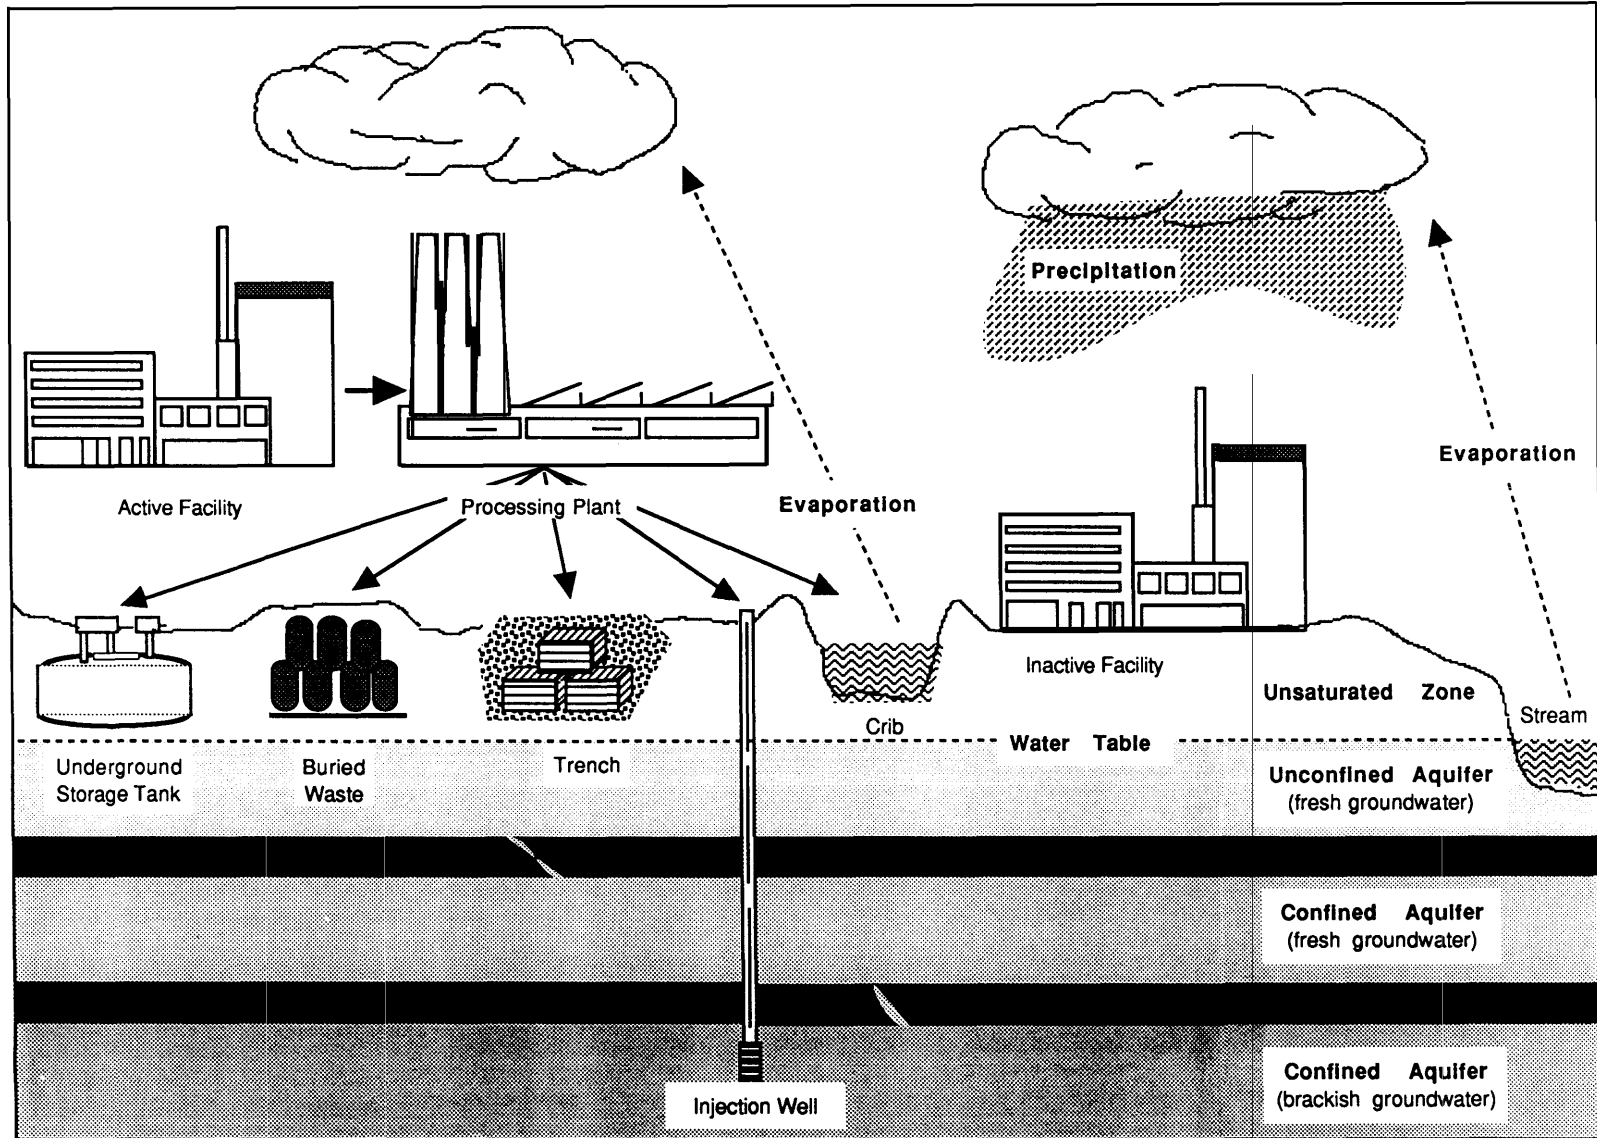 Precipitation
Evaporation
Active Facility
Processing Plant
Evaporation
Inactive Facility
Unsaturated Zone
Stream
Crib
Water Table
Underground
Storage Tank
Buried
Waste
Trench
Unconfined Aquifer
(fresh groundwater)
Confined Aquifer
(fresh groundwater)
Confined Aquifer
(brackish groundwater)
Injection Well